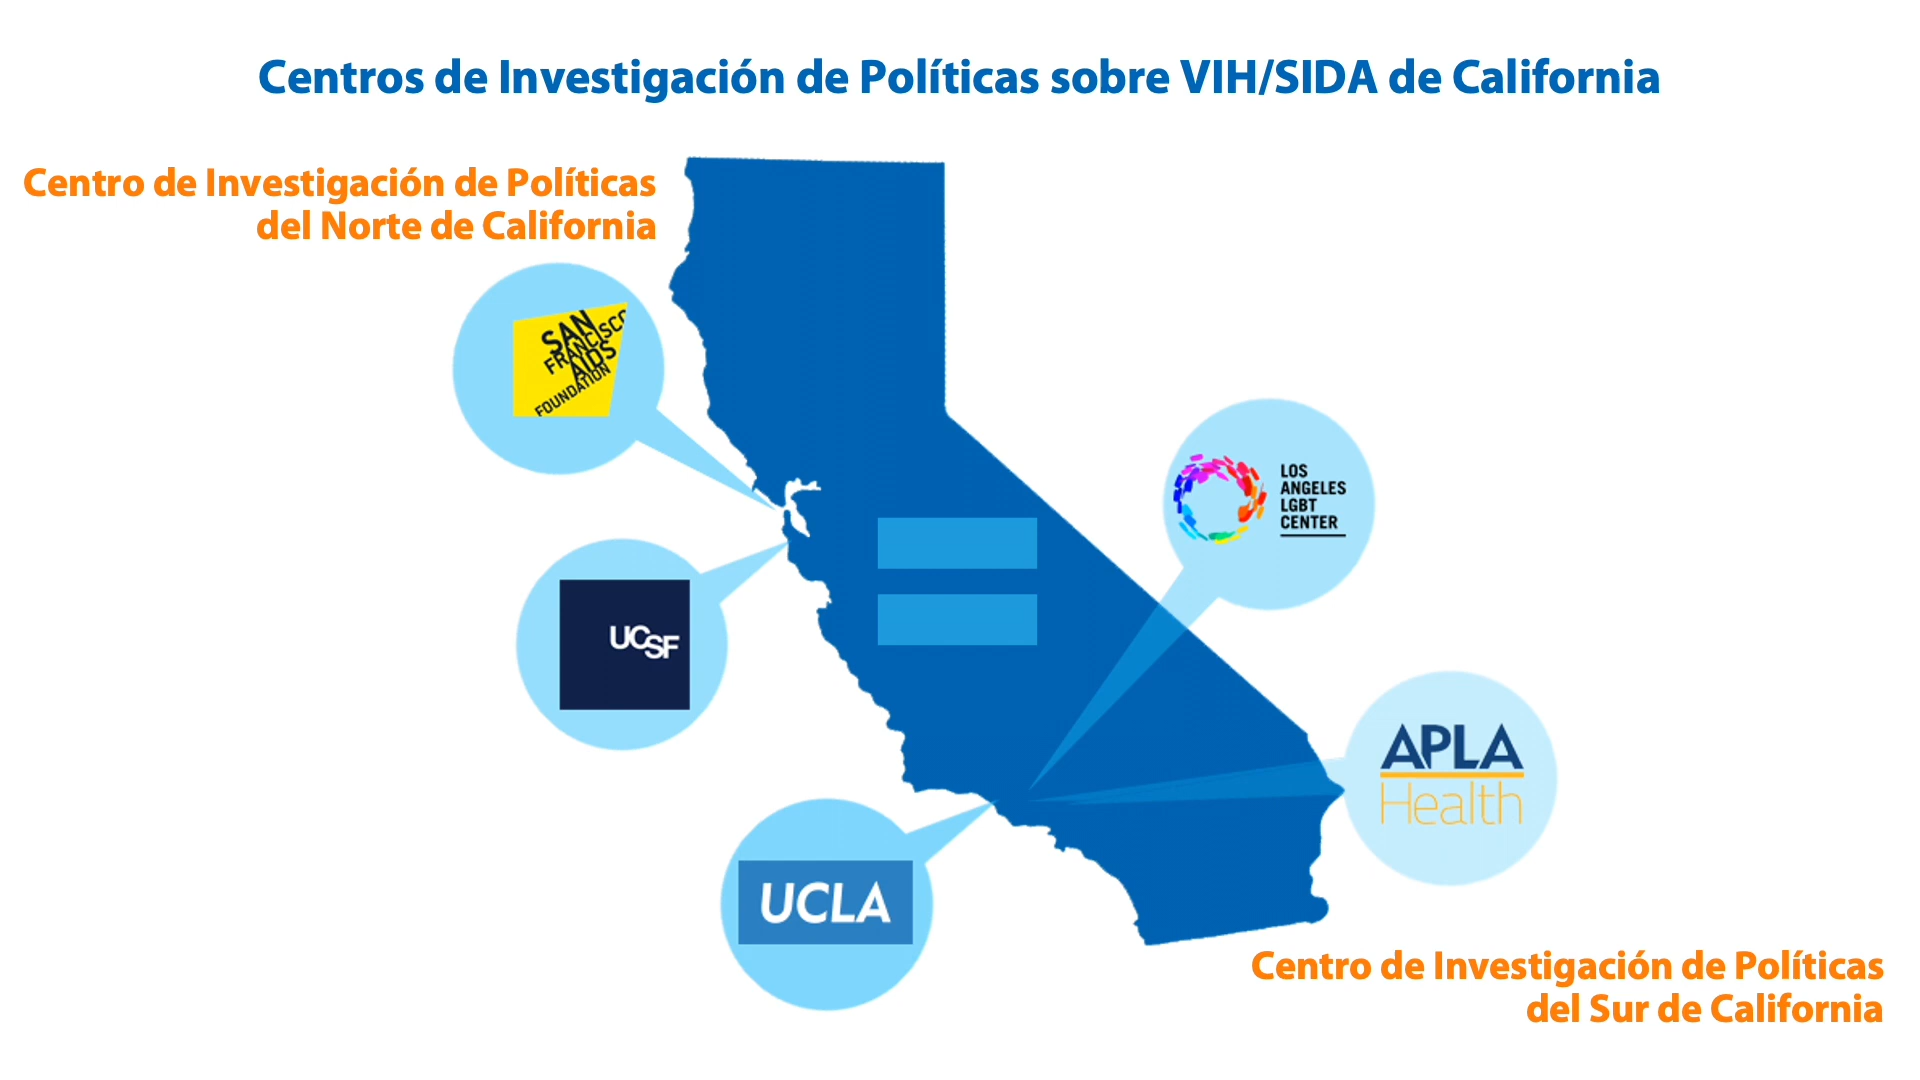 Centros de Investigación de Políticas sobre VIH/SIDA de California
Centro de Investigación de Políticas
del Norte de California
SAN
FRANCISCO
AIDS
FOUNDATION
UCSF
LOS
ANGELES
LGBT
CENTER
APLA
Health
UCLA
Centro de Investigación de Políticas
del Sur de California